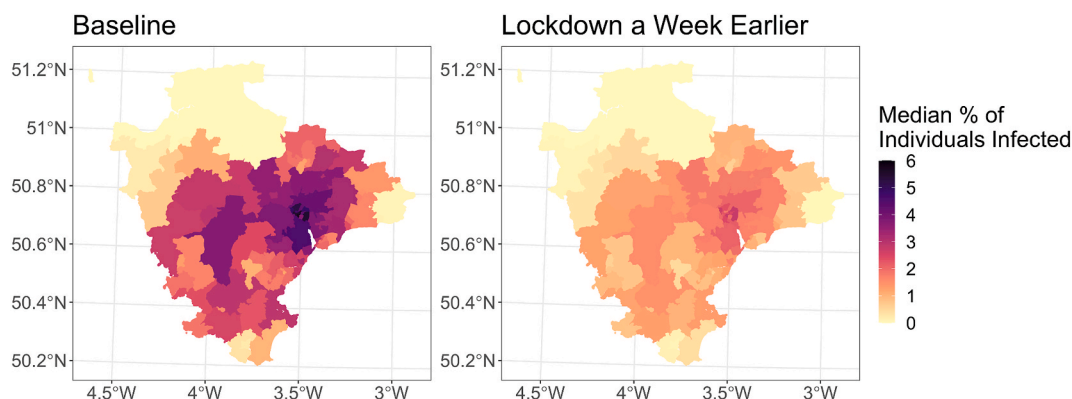 Baseline
Lockdown a Week Earlier
51.2°N
51°N
50.8°N
50.6°N
50.4°N
50.2°N
4.5°W
4°W
3.5°W
3°W
51.2°N
51°N
50.8°N
50.6°N
50.4°N
50.2°N
4.5°W
4°W
3.5°W
3°W
Median % of
Individuals Infected
6
5
4
3
2
1
0